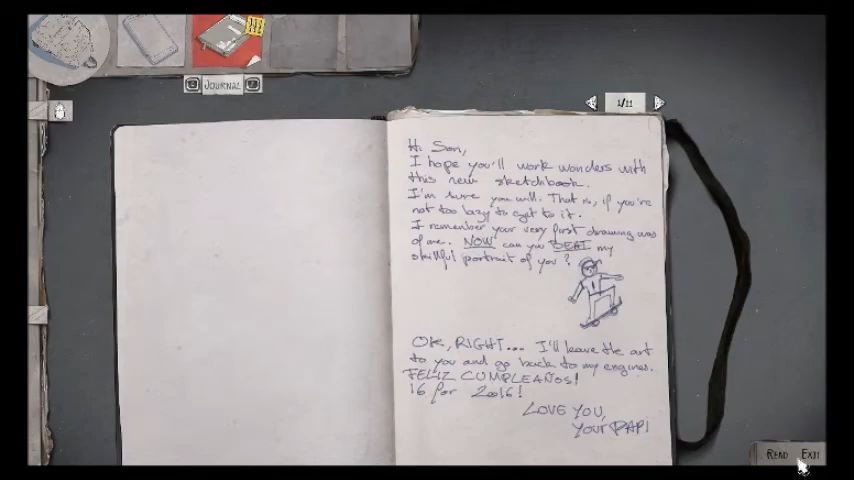 JOURNAL
1/11
Hi Son,
I hope you'll work wonders with
this new sketchbook.
I'm sure you will. That is, if you're
not too lazy to get to it.
I remember your very first drawing was
of me. NOW can you BEAT my
skillful portrait of you?
OK, RIGHT... I'll leave the art
to you and go back to my engines.
FELIZ CUMPLEAÑOS!
16 for 2016!
LOVE YOU,
YOUR PAPI
READ EXIT